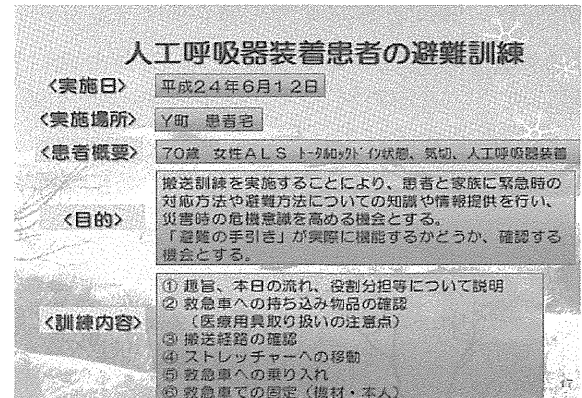 人工呼吸器装着患者の避難訓練
<実施日> 平成24年6月12日
<実施場所> Y町 患者宅
<患者概要> 70歳 女性ALS トータルロックドイン状態、気切、人工呼吸器装着
搬送訓練を実施することにより、患者と家族に緊急時の
対応方法や避難方法についての知識や情報提供を行い、
<目的> 災害時の危機意識を高める機会とする。
「避難の手引き」が実際に機能するかどうか、確認する
機会とする。
① 趣旨、本日の流れ、役割分担等について説明
② 救急車への持ち込み物品の確認
(医療用具取り扱いの注意点)
<訓練内容> ③ 搬送経路の確認
④ ストレッチャーへの移動
⑤ 救急車への乗り入れ
⑥ 救急車での固定(機材・本人)
17